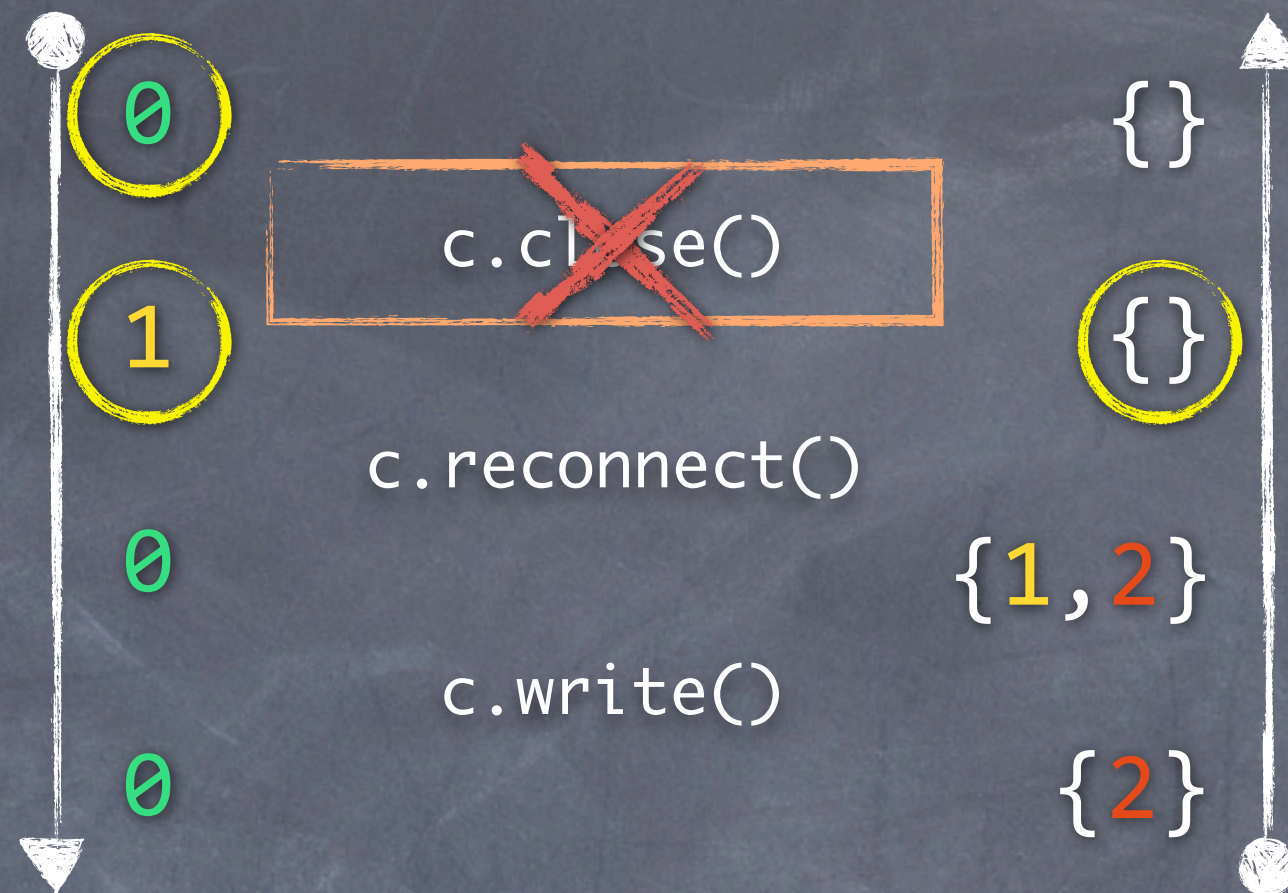 0 {}
c.close()
1 {}
c.reconnect()
0 {1,2}
c.write()
0 {2}